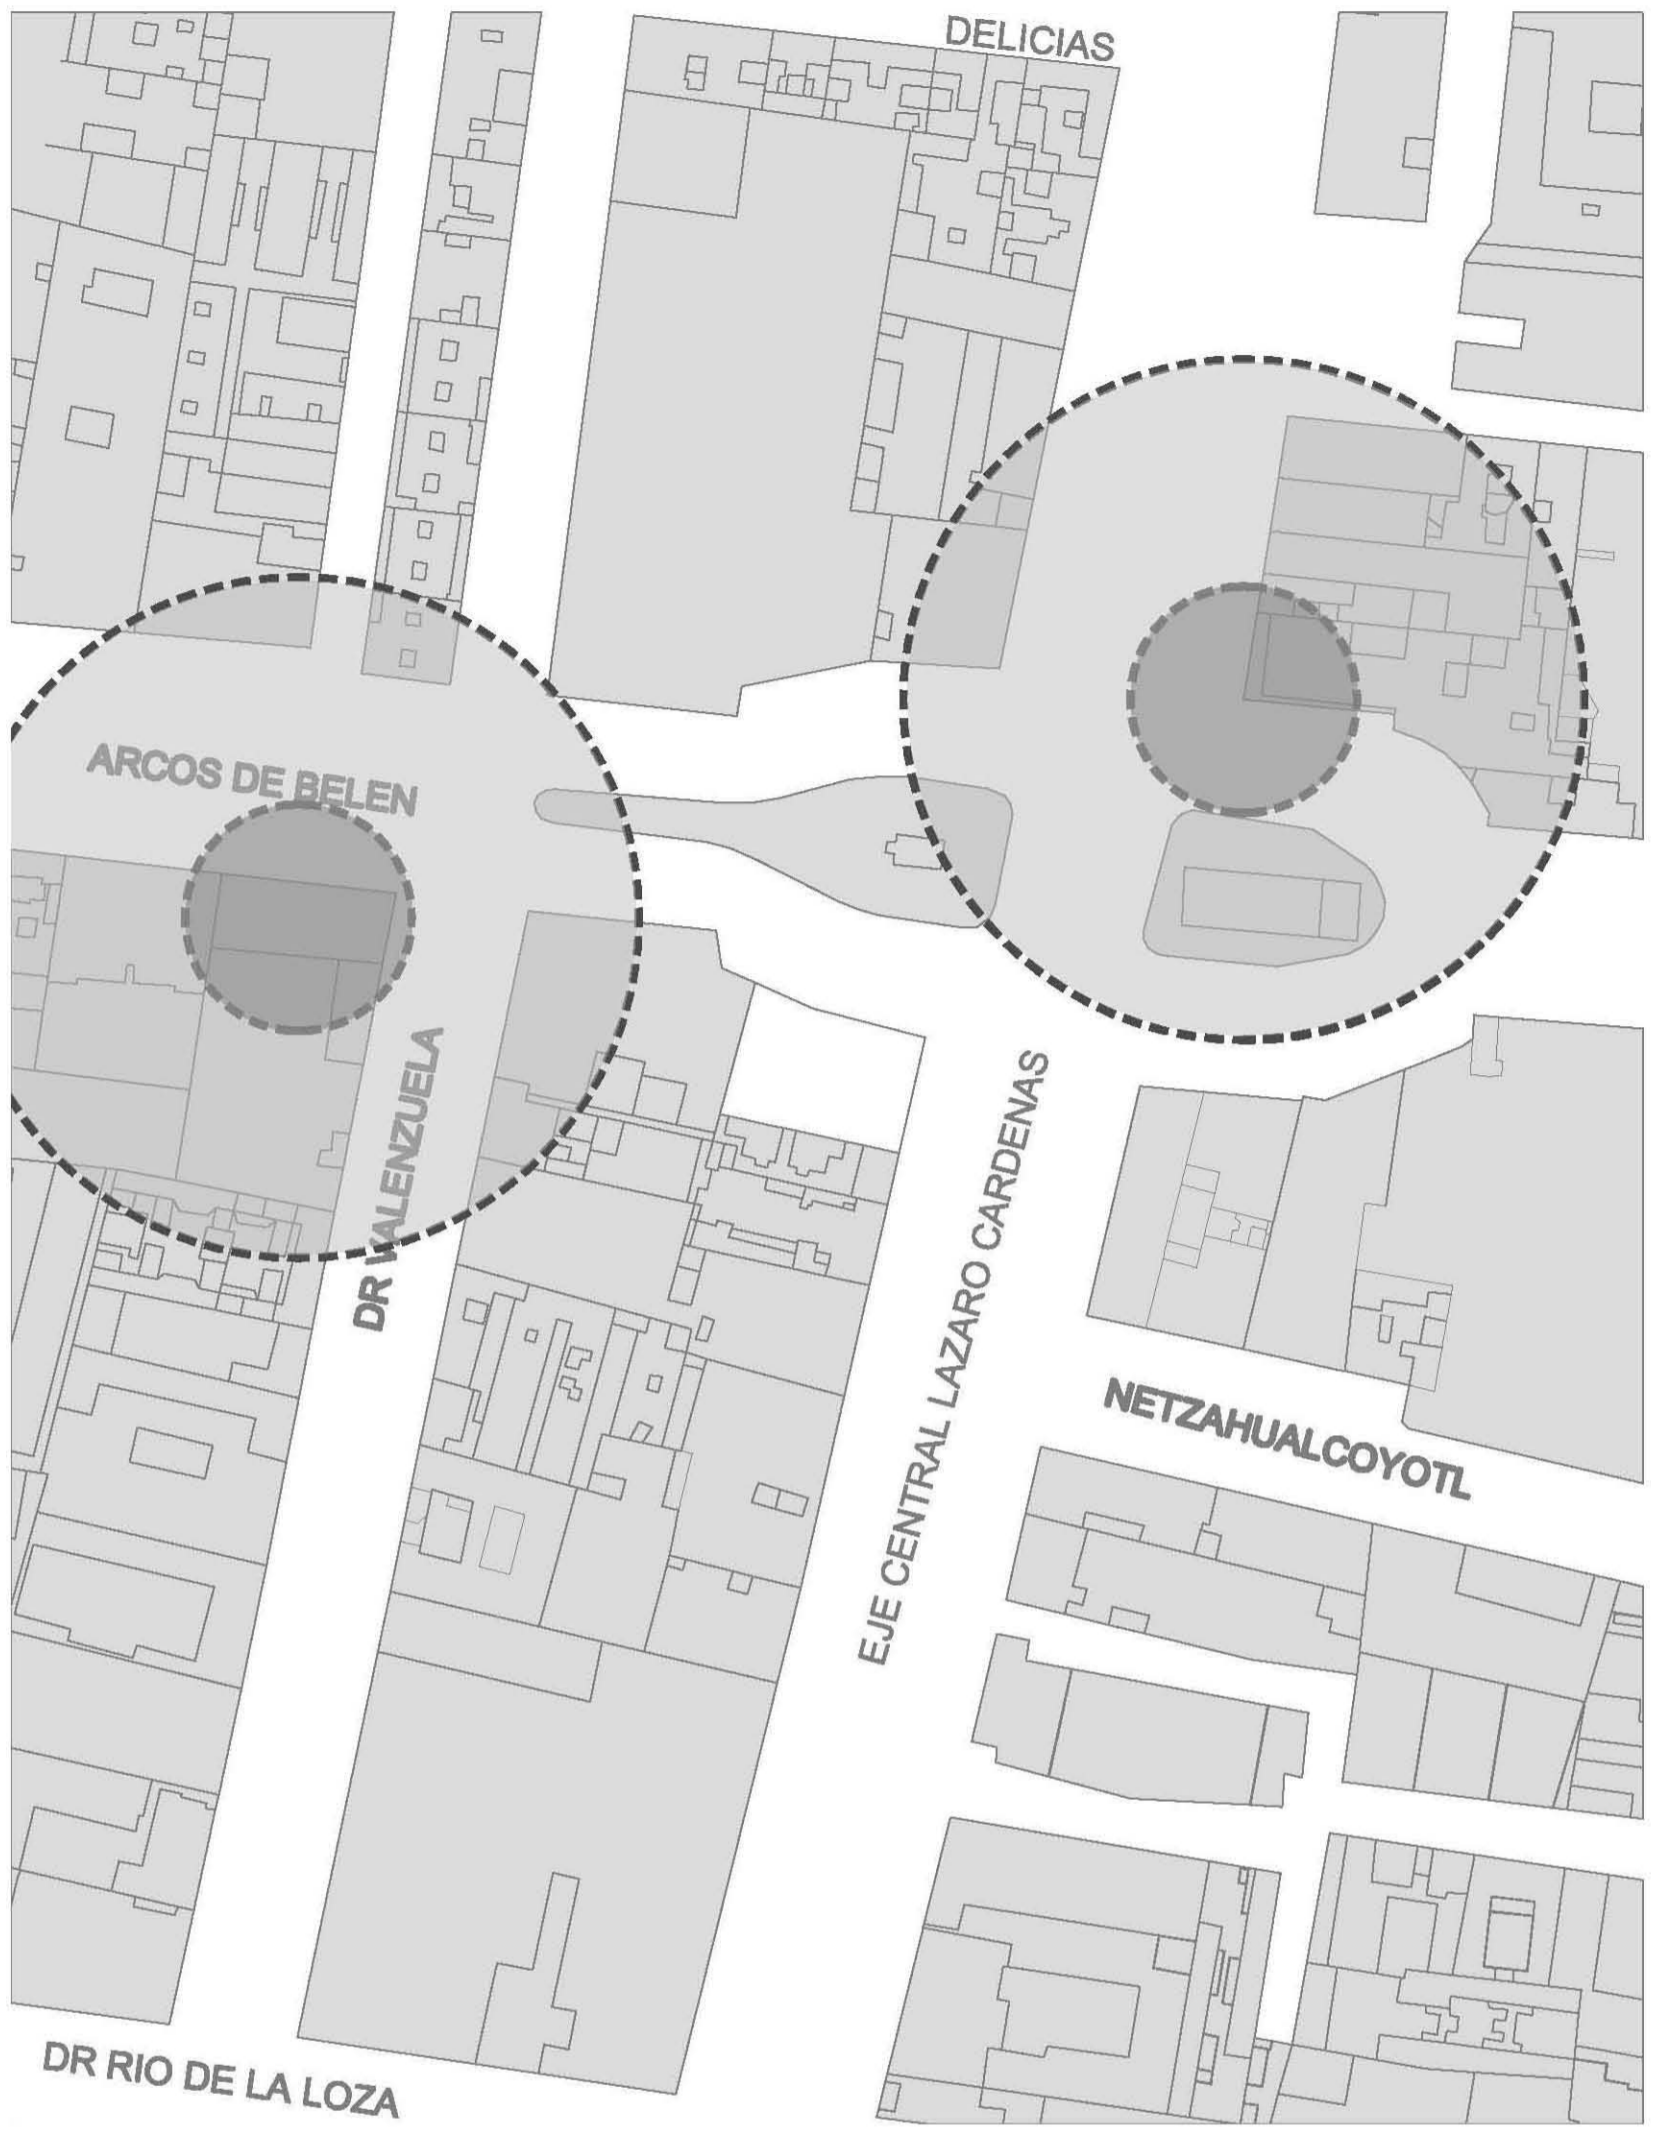 DELICIAS
ARCOS DE BELEN
DR VALENZUELA
EJE CENTRAL LAZARO CARDENAS
NETZAHUALCOYOTL
DR RIO DE LA LOZA